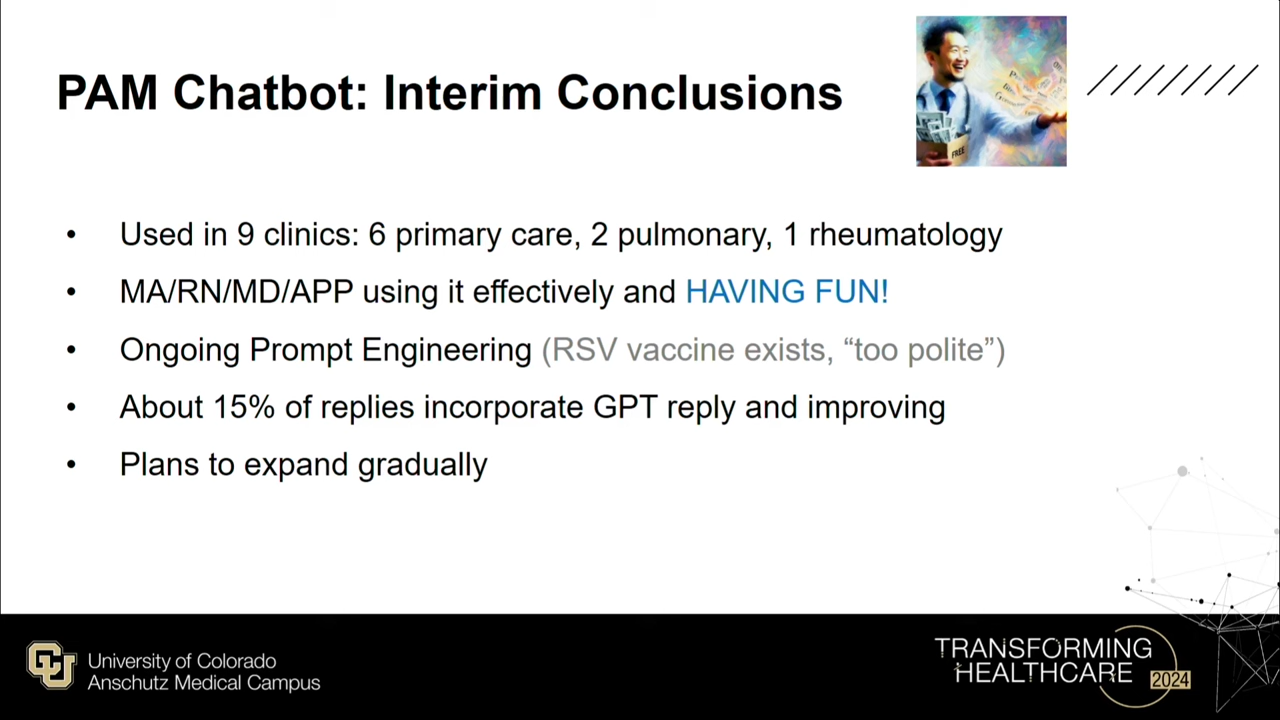 PAM Chatbot: Interim Conclusions
FREE
• Used in 9 clinics: 6 primary care, 2 pulmonary, 1 rheumatology
• MA/RN/MD/APP using it effectively and HAVING FUN!
• Ongoing Prompt Engineering (RSV vaccine exists, “too polite”)
• About 15% of replies incorporate GPT reply and improving
• Plans to expand gradually
CU
University of Colorado
Anschutz Medical Campus
TRANSFORMING
HEALTHCARE
2024